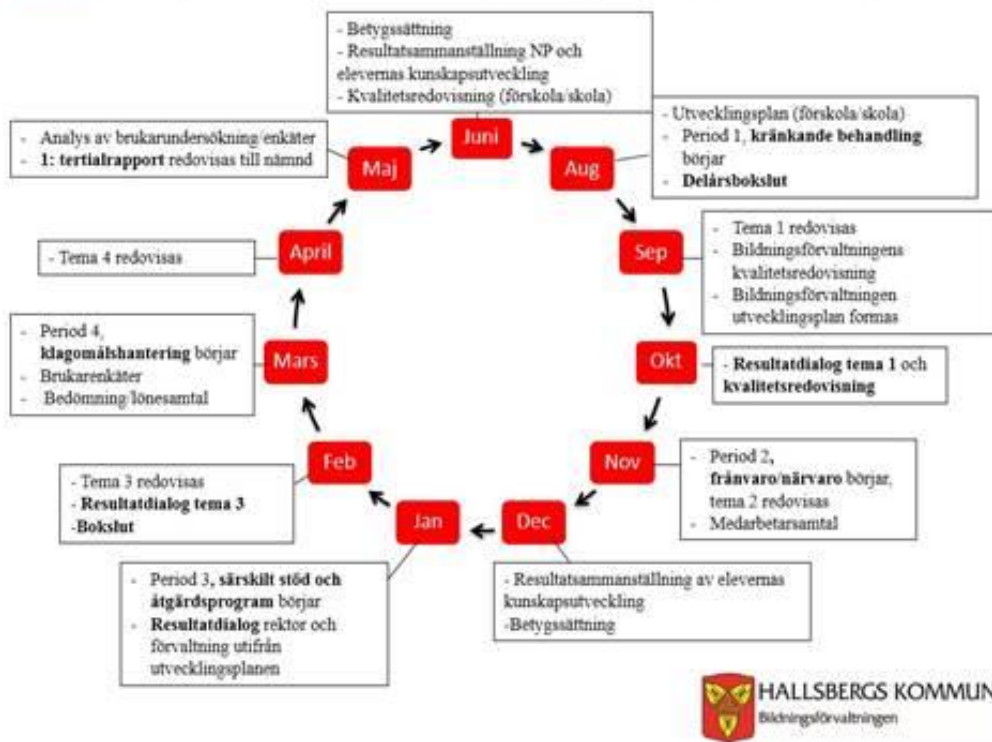 - Betygssättning
- Resultatsammanställning NP och
elevernas kunskapsutveckling
- Kvalitetsredovisning (förskola/skola)
Juni
- Utvecklingsplan (förskola/skola)
- Period 1, kränkande behandling
börjar
- Delårsbokslut
Aug
- Tema 1 redovisas
- Bildningsförvaltningens
kvalitetsredovisning
- Bildningsförvaltningen
utvecklingsplan formas
Sep
- Resultatdialog tema 1 och
kvalitetsredovisning
Okt
- Period 2,
frånvaro/närvaro börjar,
tema 2 redovisas
- Medarbetarsamtal
Nov
- Resultatsammanställning av elevernas
kunskapsutveckling
-Betygssättning
Dec
- Period 3, särskilt stöd och
åtgärdsprogram börjar
- Resultatdialog rektor och
förvaltning utifrån
utvecklingsplanen
Jan
- Tema 3 redovisas
- Resultatdialog tema 3
-Bokslut
Feb
- Period 4,
klagomålshantering börjar
- Brukarenkäter
- Bedömning/lönesamtal
Mars
- Tema 4 redovisas
April
- Analys av brukarundersökning/enkäter
- 1: tertialrapport redovisas till nämnd
Maj
HALLSBERGS KOMMUN
Bildningsförvaltningen